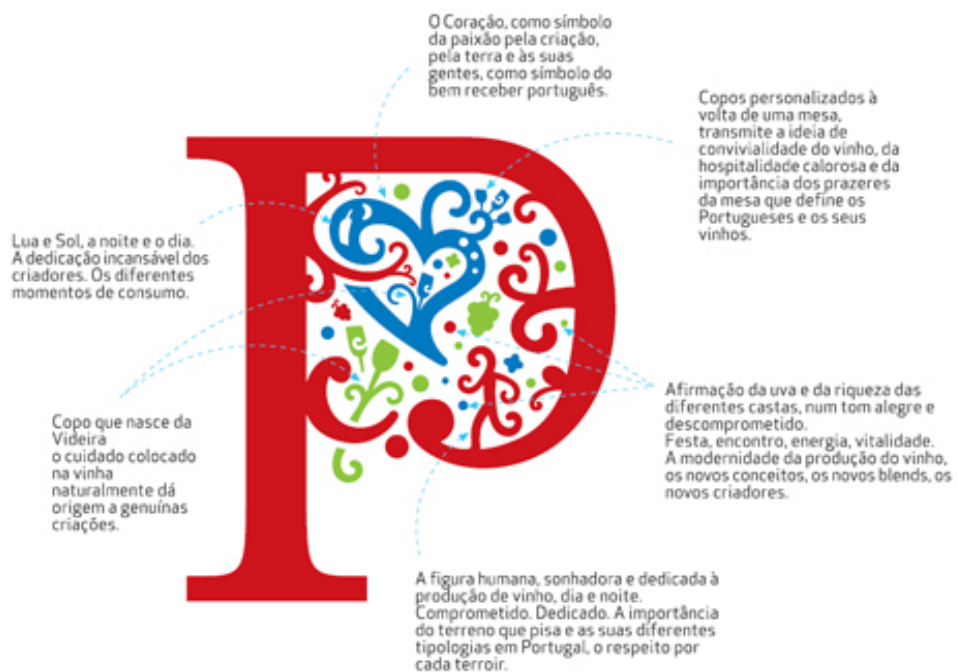 O Coração, como símbolo
da paixão pela criação,
pela terra e às suas
gentes, como símbolo do
bem receber português.
Copos personalizados à
volta de uma mesa,
transmite a ideia de
convivialidade do vinho, da
hospitalidade calorosa e da
importância dos prazeres
da mesa que define os
Portugueses e os seus
vinhos.
Lua e Sol, a noite e o dia.
A dedicação incansável dos
criadores. Os diferentes
momentos de consumo.
P
Copo que nasce da
Videira
o cuidado colocado
na vinha
naturalmente dá
origem a genuínas
criações.
Afirmação da uva e da riqueza das
diferentes castas, num tom alegre e
descomprometido.
Festa, encontro, energia, vitalidade.
A modernidade da produção do vinho,
os novos conceitos, os novos blends, os
novos criadores.
A figura humana, sonhadora e dedicada à
produção de vinho, dia e noite.
Comprometido. Dedicado. A importância
do terreno que pisa e as suas diferentes
tipologias em Portugal, o respeito por
cada terroir.